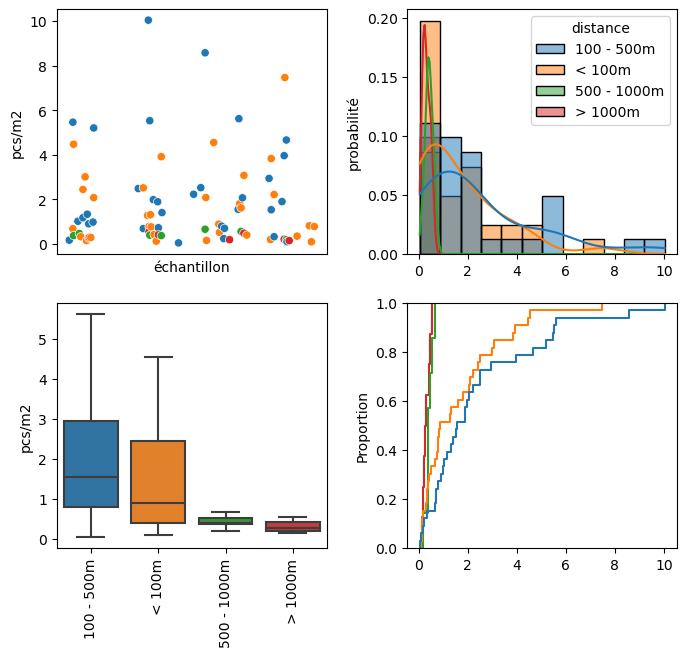 10
8
6
4
2
0
pcs/m2
échantillon
0.20
0.15
0.10
0.05
0.00
probabilité
distance
100 - 500m
< 100m
500 - 1000m
> 1000m
0 2 4 6 8 10
5
4
3
2
1
0
pcs/m2
100 - 500m
< 100m
500 - 1000m
> 1000m
1.0
0.8
0.6
0.4
0.2
0.0
Proportion
0 2 4 6 8 10